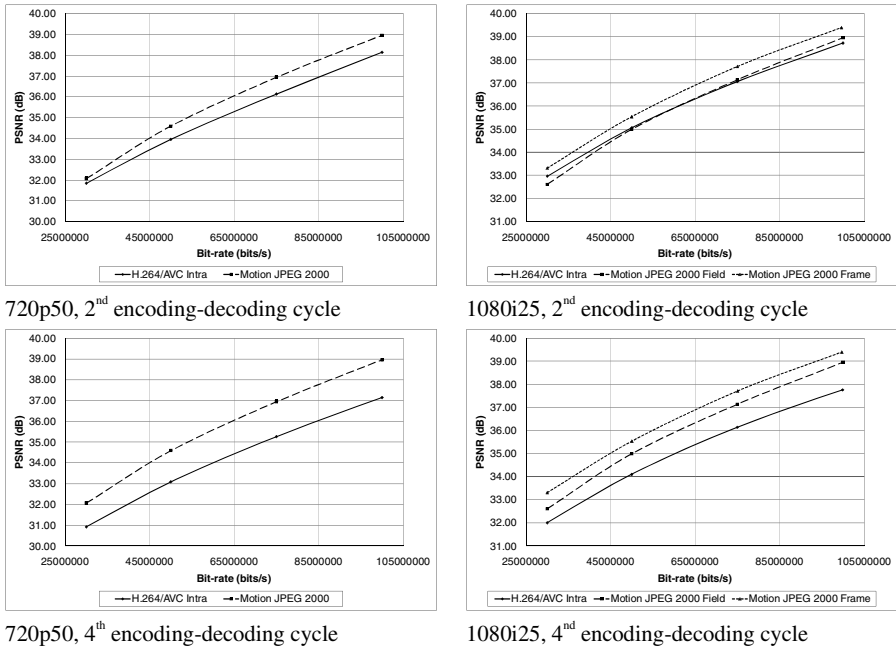 40.00
39.00
38.00
37.00
36.00
35.00
34.00
33.00
32.00
31.00
30.00
PSNR (dB)
25000000 45000000 65000000 85000000 105000000
Bit-rate (bits/s)
H.264/AVC Intra Motion JPEG 2000
720p50, 2nd encoding-decoding cycle
40.00
39.00
38.00
37.00
36.00
35.00
34.00
33.00
32.00
31.00
PSNR (dB)
25000000 45000000 65000000 85000000 105000000
Bit-rate (bits/s)
H.264/AVC Intra Motion JPEG 2000 Field Motion JPEG 2000 Frame
1080i25, 2nd encoding-decoding cycle
40.00
39.00
38.00
37.00
36.00
35.00
34.00
33.00
32.00
31.00
30.00
PSNR (dB)
25000000 45000000 65000000 85000000 105000000
Bit-rate (bits/s)
H.264/AVC Intra Motion JPEG 2000
720p50, 4th encoding-decoding cycle
40.00
39.00
38.00
37.00
36.00
35.00
34.00
33.00
32.00
31.00
PSNR (dB)
25000000 45000000 65000000 85000000 105000000
Bit-rate (bits/s)
H.264/AVC Intra Motion JPEG 2000 Field Motion JPEG 2000 Frame
1080i25, 4nd encoding-decoding cycle